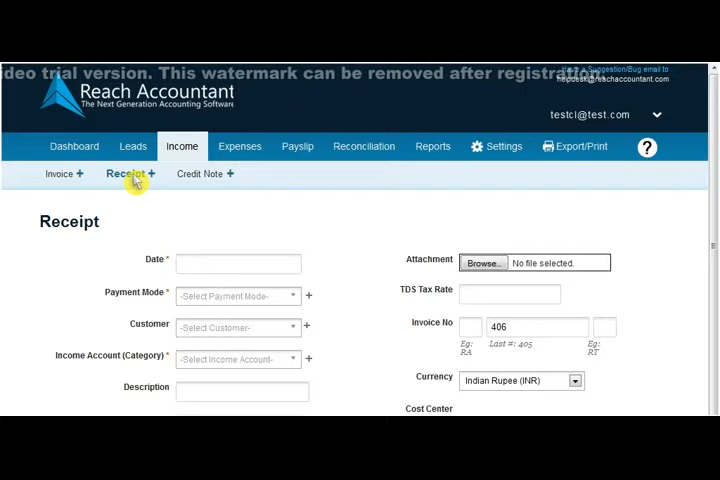 ideo trial version. This watermark can be removed after registration.
Have a Suggestion/Bug email to
helpdesk@reachaccountant.com
Reach Accountant
The Next Generation Accounting Software
testcl@test.com
Dashboard Leads Income Expenses Payslip Reconciliation Reports Settings Export/Print ?
Invoice + Receipt + Credit Note +
Receipt
Date *
Attachment Browse... No file selected.
Payment Mode * -Select Payment Mode- +
TDS Tax Rate
Customer -Select Customer- +
Invoice No 406
Eg: RA Last #: 405 Eg: RT
Income Account (Category) * -Select Income Account- +
Currency Indian Rupee (INR)
Description
Cost Center